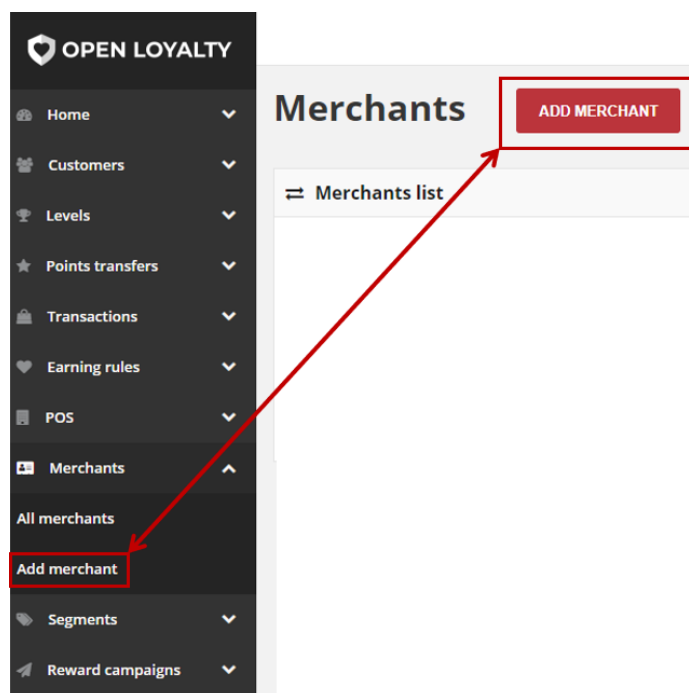 OPEN LOYALTY
Home
Customers
Levels
Points transfers
Transactions
Earning rules
POS
Merchants
All merchants
Add merchant
Segments
Reward campaigns
Merchants
ADD MERCHANT
Merchants list